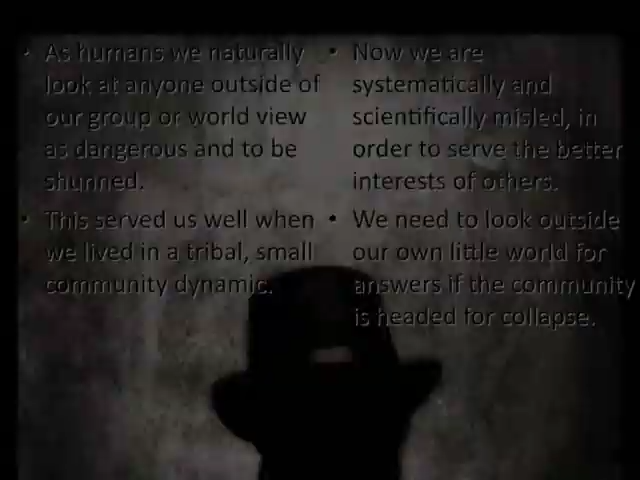 • As humans we naturally
look at anyone outside of
our group or world view
as dangerous and to be
shunned.
• This served us well when
we lived in a tribal, small
community dynamic.
• Now we are
systematically and
scientifically misled, in
order to serve the better
interests of others.
• We need to look outside
our own little world for
answers if the community
is headed for collapse.